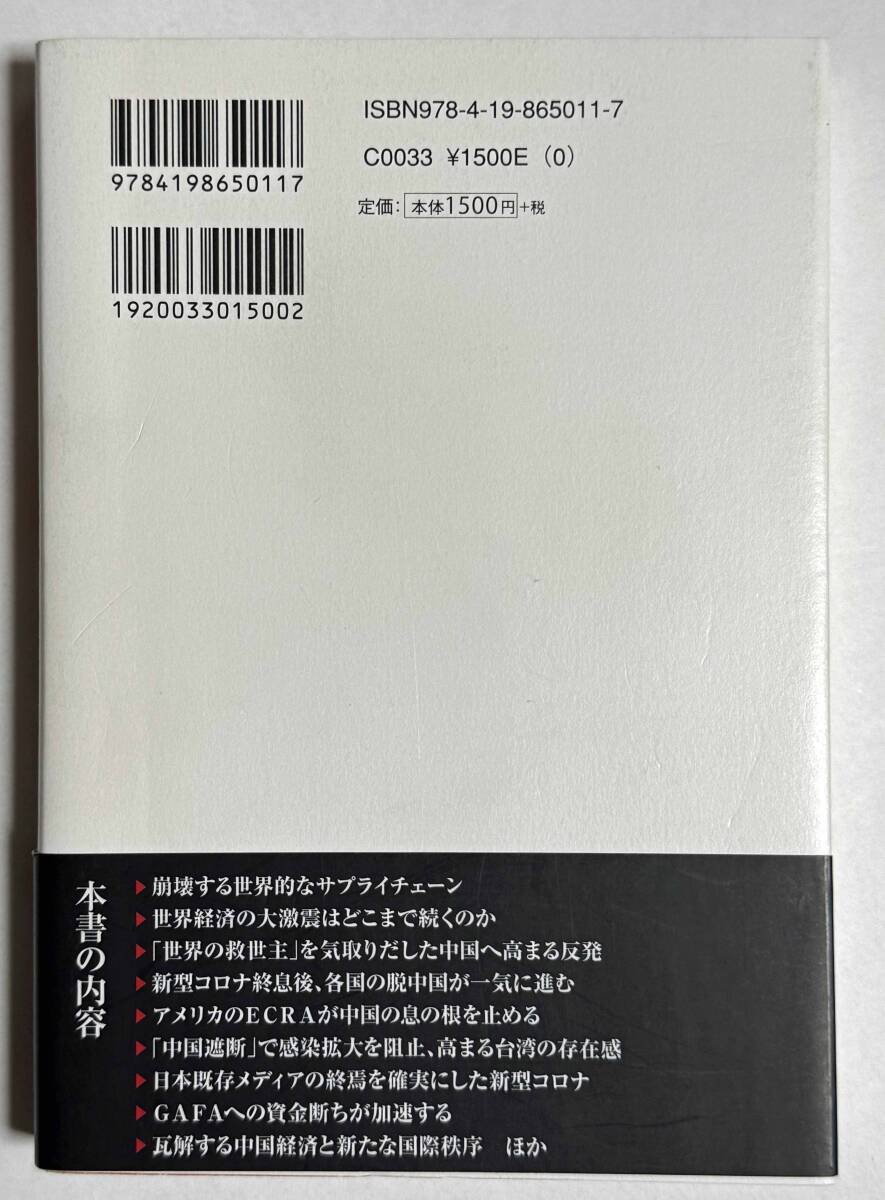 ISBN978-4-19-865011-7
C0033 ¥1500E (0)
定価:本体1500円+税
9784198650117
1920033015002
本書の内容
▶崩壊する世界的なサプライチェーン
▶世界経済の大激震はどこまで続くのか
▶「世界の救世主」を気取りだした中国へ高まる反発
▶新型コロナ終息後、各国の脱中国が一気に進む
▶アメリカのECRAが中国の息の根を止める
▶「中国遮断」で感染拡大を阻止、高まる台湾の存在感
▶日本既存メディアの終焉を確実にした新型コロナ
▶GAFAへの資金断ちが加速する
▶瓦解する中国経済と新たな国際秩序 ほか